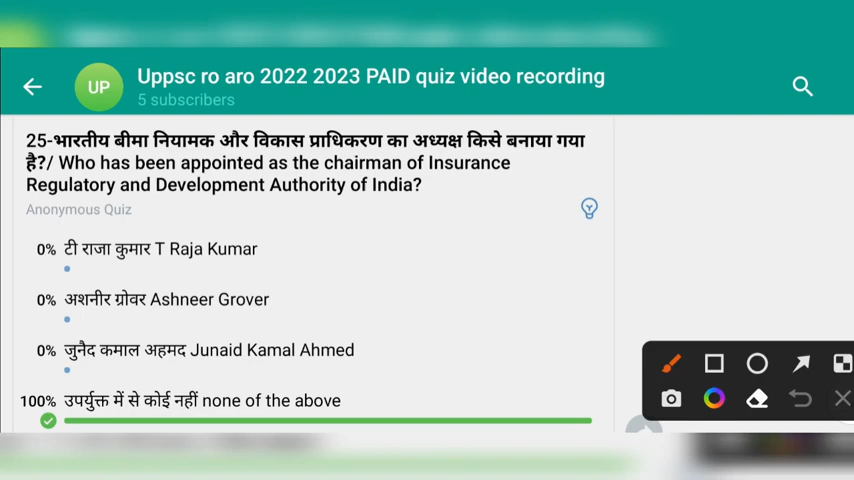 UP
Uppsc ro aro 2022 2023 PAID quiz video recording
5 subscribers
25-भारतीय बीमा नियामक और विकास प्राधिकरण का अध्यक्ष किसे बनाया गया
है?/ Who has been appointed as the chairman of Insurance
Regulatory and Development Authority of India?
Anonymous Quiz
0% टी राजा कुमार T Raja Kumar
0% अशनीर ग्रोवर Ashneer Grover
0% जुनैद कमाल अहमद Junaid Kamal Ahmed
100% उपर्युक्त में से कोई नहीं none of the above